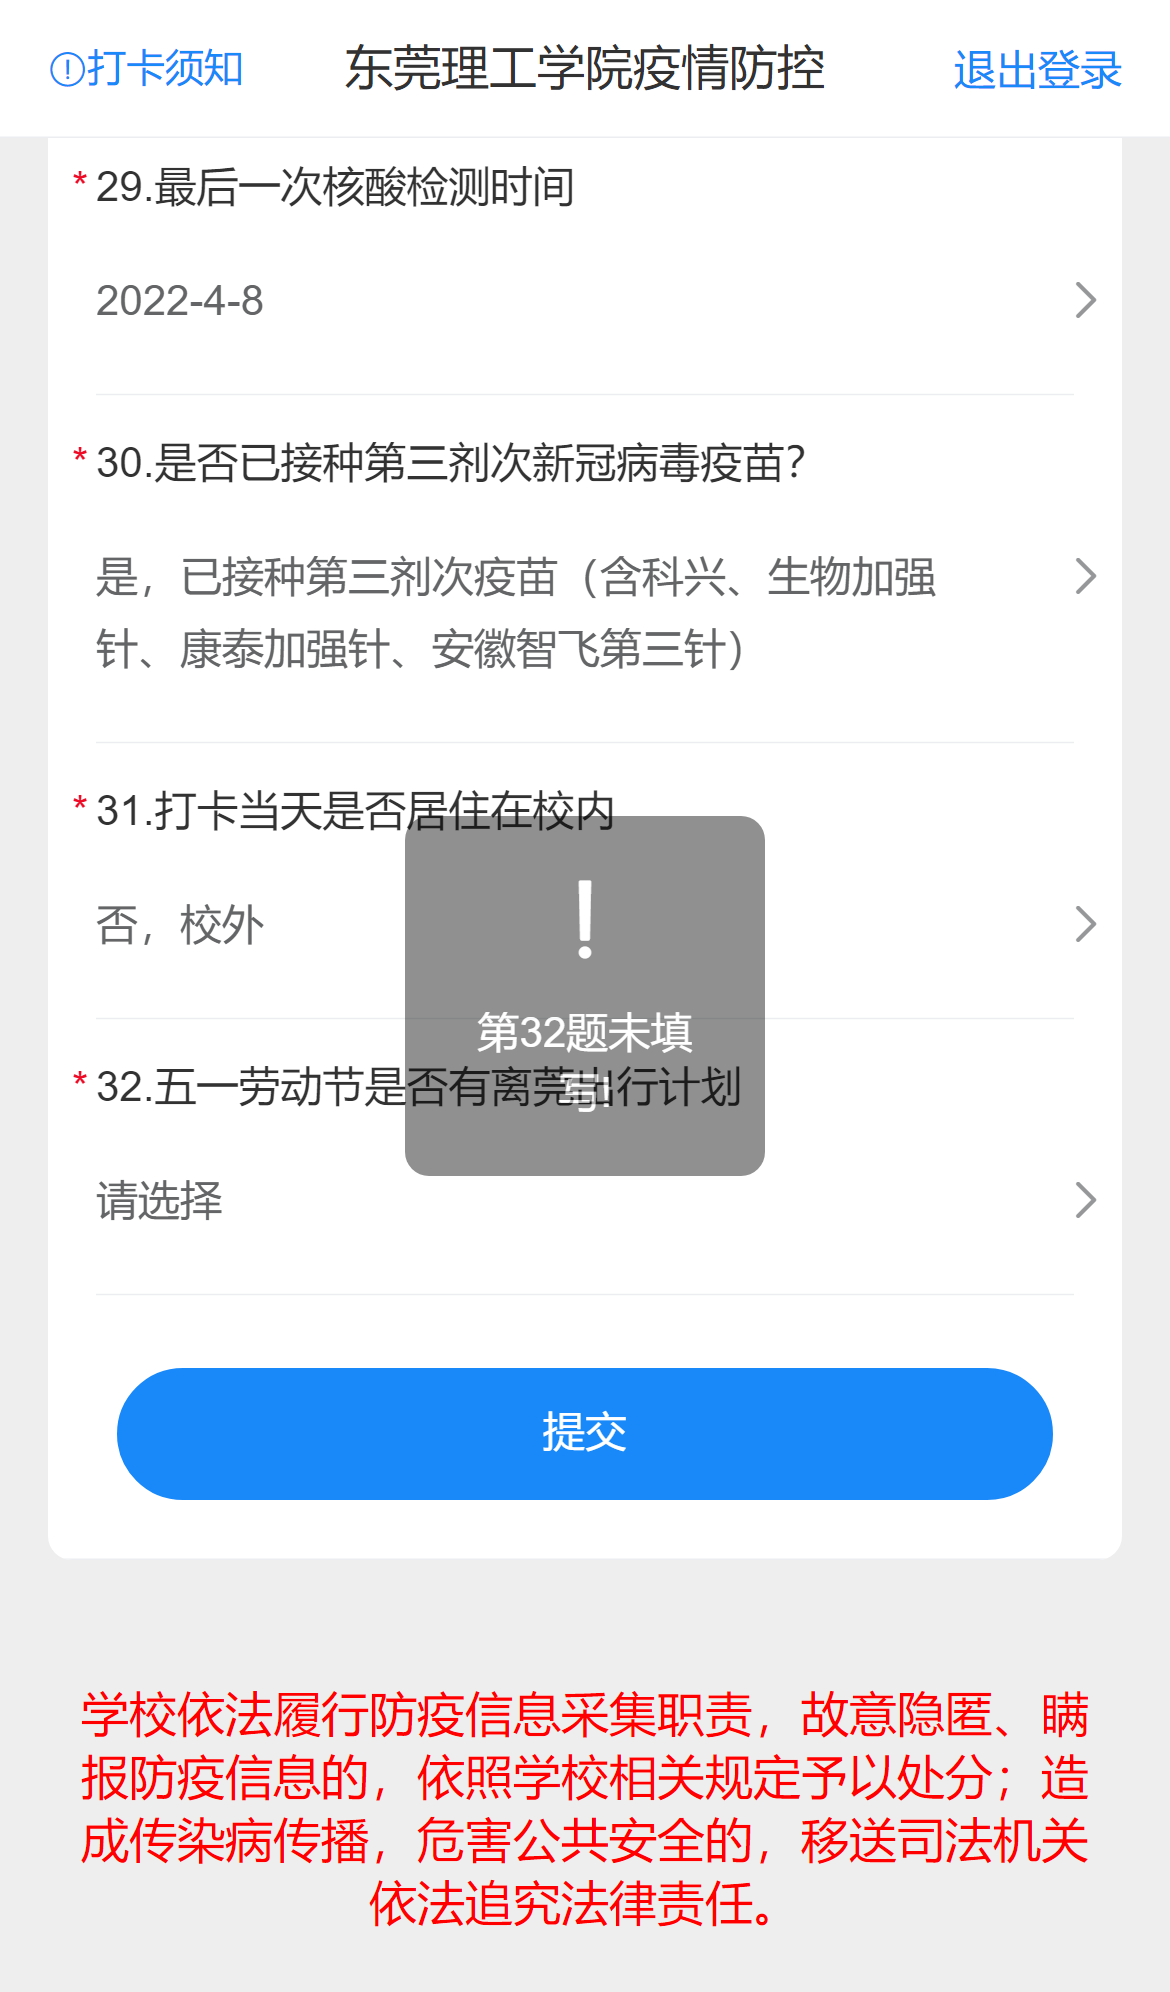 打卡须知
东莞理工学院疫情防控
退出登录
* 29.最后一次核酸检测时间
2022-4-8
* 30.是否已接种第三剂次新冠病毒疫苗？
是，已接种第三剂次疫苗（含科兴、生物加强
针、康泰加强针、安徽智飞第三针）
* 31.打卡当天是否居住在校内
否，校外
第32题未填
写!
* 32.五一劳动节是否有离莞出行计划
请选择
提交
学校依法履行防疫信息采集职责，故意隐匿、瞒
报防疫信息的，依照学校相关规定予以处分；造
成传染病传播，危害公共安全的，移送司法机关
依法追究法律责任。